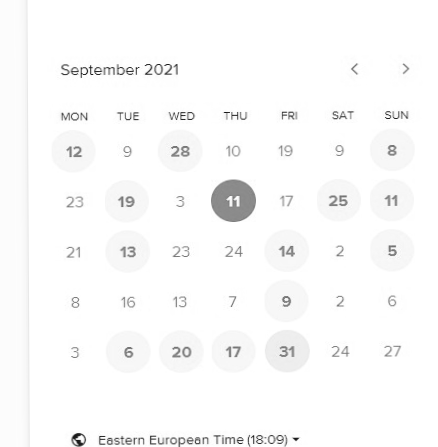 September 2021 < >
MON TUE WED THU FRI SAT SUN
12 9 28 10 19 9 8
23 19 3 11 17 25 11
21 13 23 24 14 2 5
8 16 13 7 9 2 6
3 6 20 17 31 24 27
Eastern European Time (18:09)